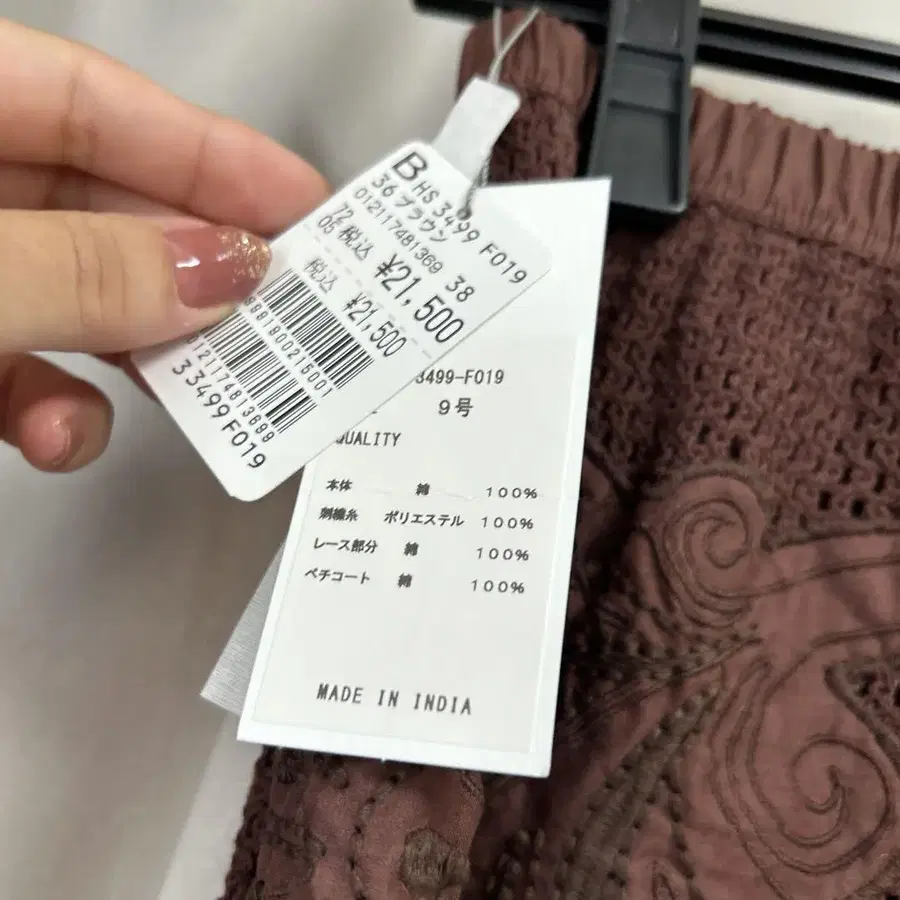 B HS 3499 F019
36 ブラウン 38
012117481369
72
05 税込 ¥21,500
税込 ¥21,500
33499 F019
3499-F019
9号
QUALITY
本体 綿 100%
刺繍糸 ポリエステル 100%
レース部分 綿 100%
ペチコート 綿 100%
MADE IN INDIA